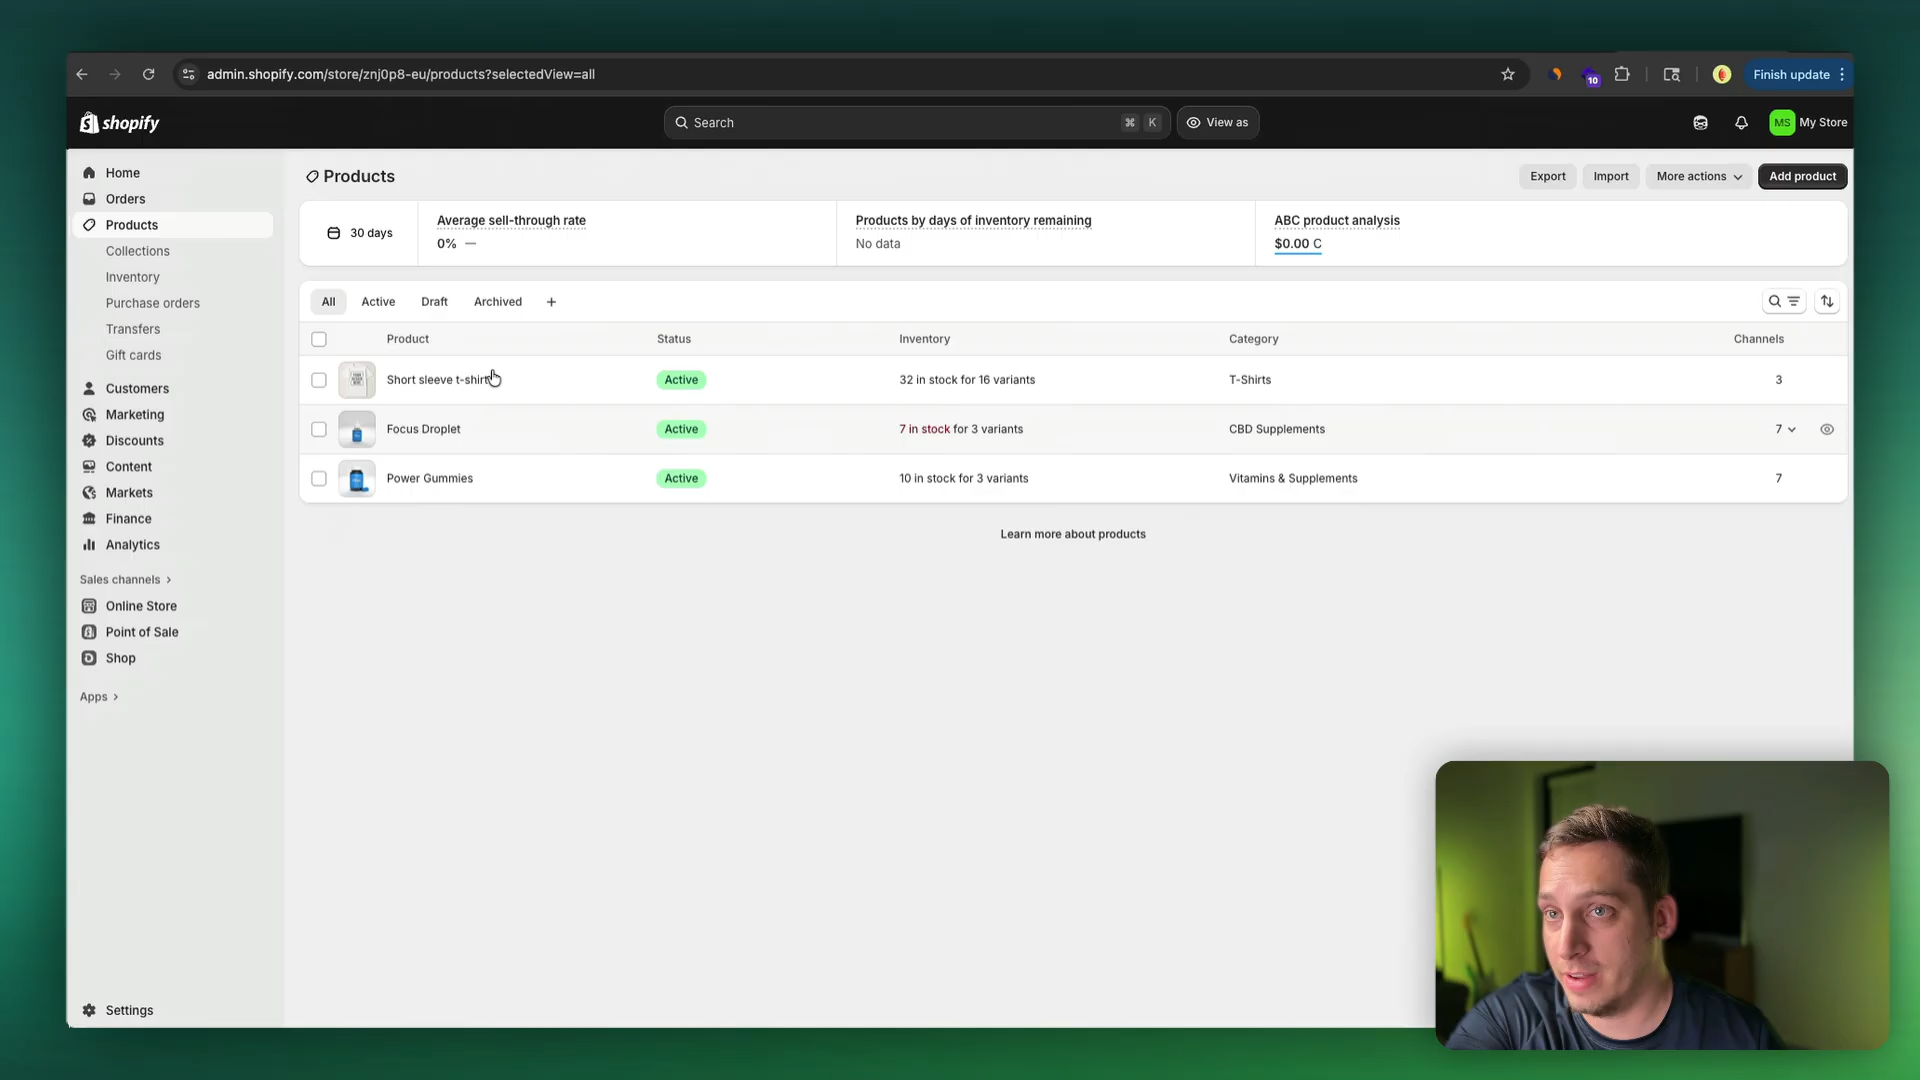 admin.shopify.com/store/znj0p8-eu/products?selectedView=all
10
Finish update
shopify
Search
⌘ K
View as
MS My Store
Home
Orders
Products
Collections
Inventory
Purchase orders
Transfers
Gift cards
Customers
Marketing
Discounts
Content
Markets
Finance
Analytics
Sales channels
Online Store
Point of Sale
Shop
Apps
Settings
Products
Export Import More actions Add product
30 days
Average sell-through rate
0% —
Products by days of inventory remaining
No data
ABC product analysis
$0.00 C
All Active Draft Archived +
Product Status Inventory Category Channels
Short sleeve t-shirt Active 32 in stock for 16 variants T-Shirts 3
Focus Droplet Active 7 in stock for 3 variants CBD Supplements 7
Power Gummies Active 10 in stock for 3 variants Vitamins & Supplements 7
Learn more about products